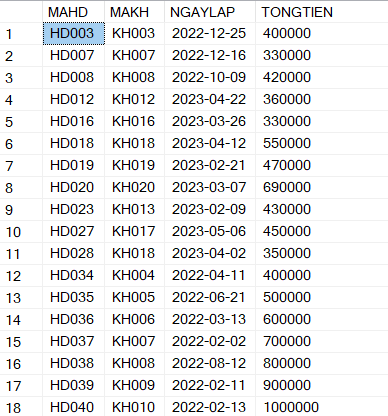 MAHD MAKH NGAYLAP TONGTIEN
1 HD003 KH003 2022-12-25 400000
2 HD007 KH007 2022-12-16 330000
3 HD008 KH008 2022-10-09 420000
4 HD012 KH012 2023-04-22 360000
5 HD016 KH016 2023-03-26 330000
6 HD018 KH018 2023-04-12 550000
7 HD019 KH019 2023-02-21 470000
8 HD020 KH020 2023-03-07 690000
9 HD023 KH013 2023-02-09 430000
10 HD027 KH017 2023-05-06 450000
11 HD028 KH018 2023-04-02 350000
12 HD034 KH004 2022-04-11 400000
13 HD035 KH005 2022-06-21 500000
14 HD036 KH006 2022-03-13 600000
15 HD037 KH007 2022-02-02 700000
16 HD038 KH008 2022-08-12 800000
17 HD039 KH009 2022-02-11 900000
18 HD040 KH010 2022-02-13 1000000